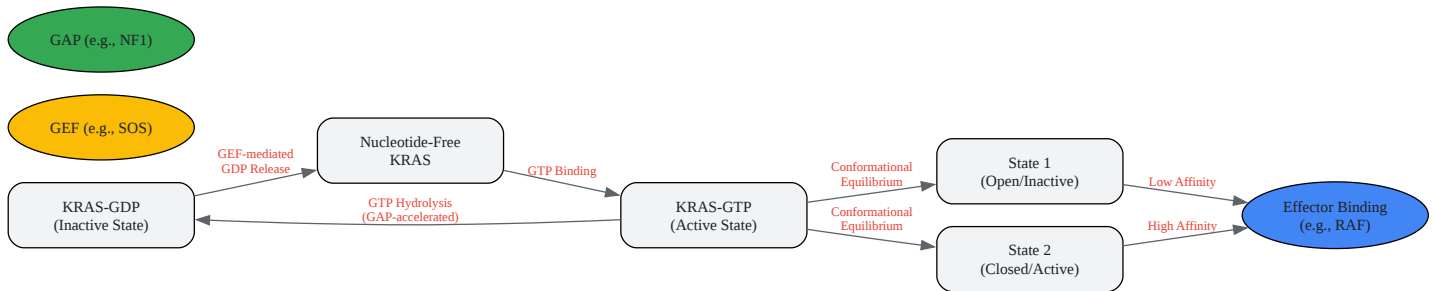 GAP (e.g., NF1)
GEF (e.g., SOS)
KRAS-GDP
(Inactive State)
GEF-mediated
GDP Release
Nucleotide-Free
KRAS
GTP Binding
GTP Hydrolysis
(GAP-accelerated)
KRAS-GTP
(Active State)
Conformational
Equilibrium
Conformational
Equilibrium
State 1
(Open/Inactive)
State 2
(Closed/Active)
Low Affinity
High Affinity
Effector Binding
(e.g., RAF)